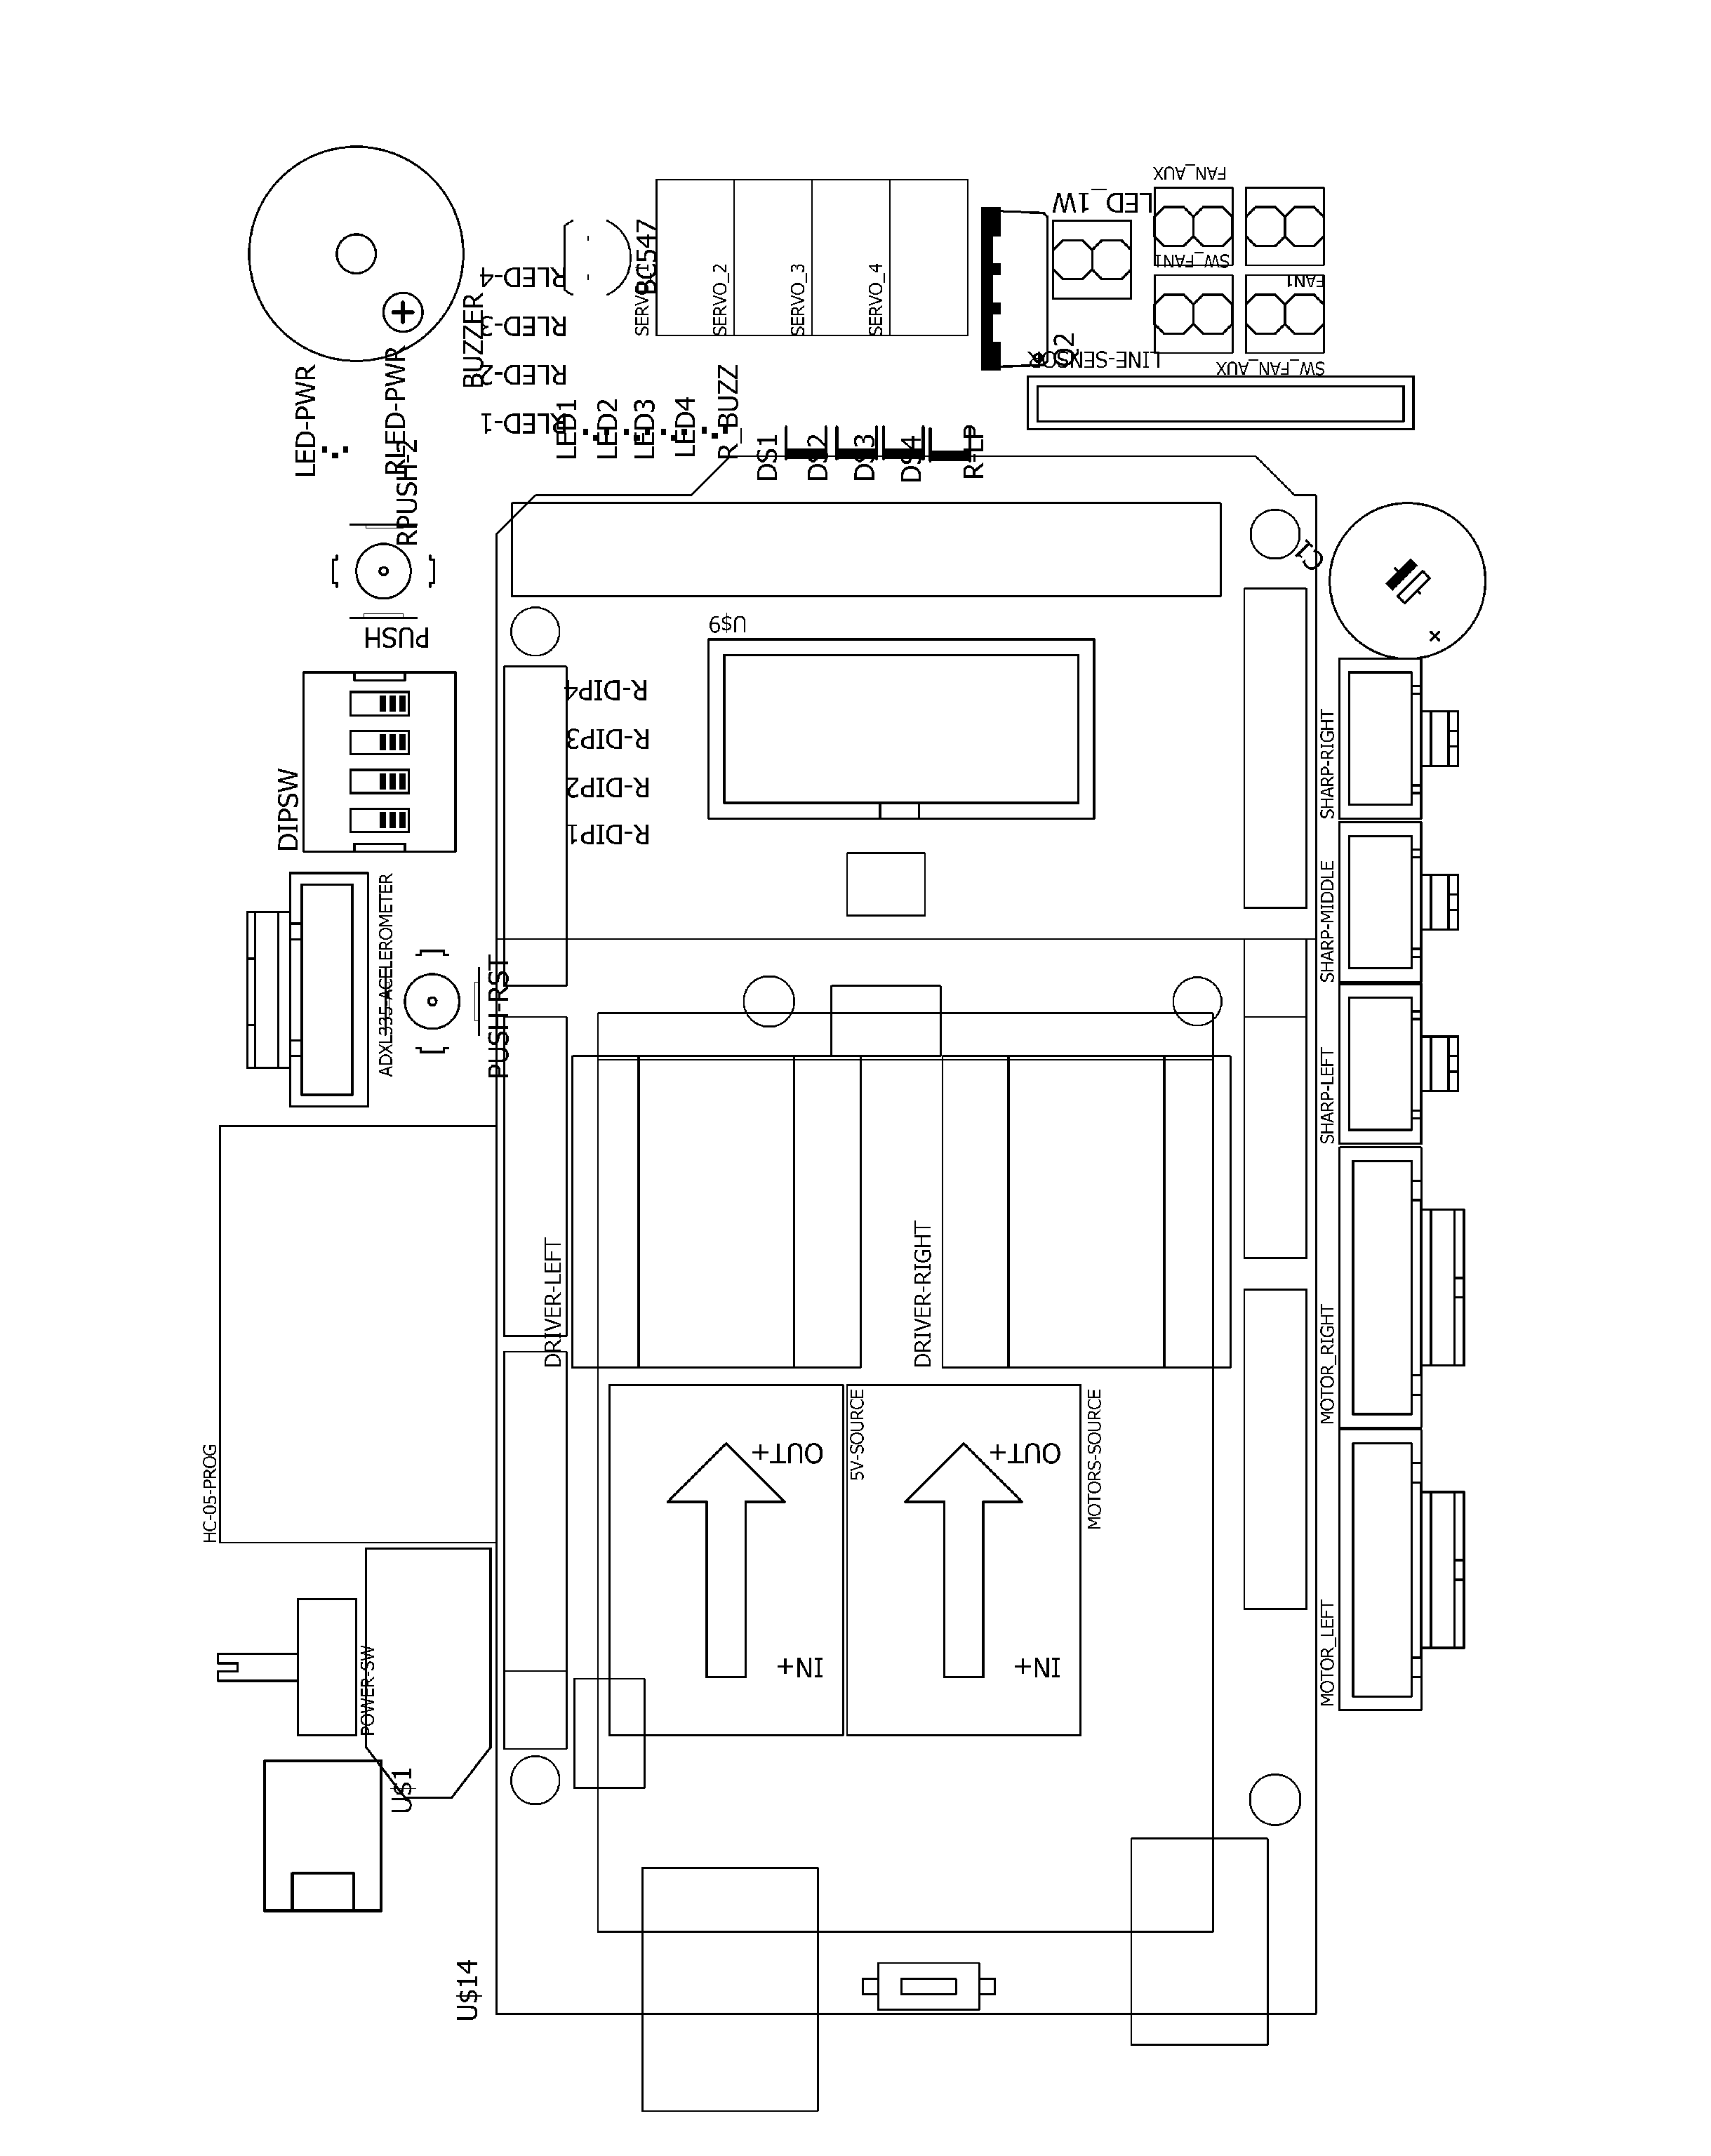 FAN_AUX
LED_1W
SW_FAN1
FAN1
BC547
SERVO_1
SERVO_2
SERVO_3
SERVO_4
RLED-4
RLED-3
RLED-2
RLED-1
BUZZER
Q2
LINE-SENSOR
SW_FAN_AUX
LED-PWR
RLED-PWR
LED1
LED2
LED3
LED4
R_BUZZ
DS1
DS2
DS3
DS4
R-LP
RPUSH-2
C1
PUSH
U$9
R-DIP4
R-DIP3
R-DIP2
R-DIP1
DIPSW
SHARP-RIGHT
ADXL335-ACELEROMETER
PUSH-RST
SHARP-MIDDLE
SHARP-LEFT
DRIVER-LEFT
DRIVER-RIGHT
MOTOR_RIGHT
HC-05-PROG
OUT+
5V-SOURCE
OUT+
MOTORS-SOURCE
IN+
IN+
POWER-SW
MOTOR_LEFT
U$1
U$14